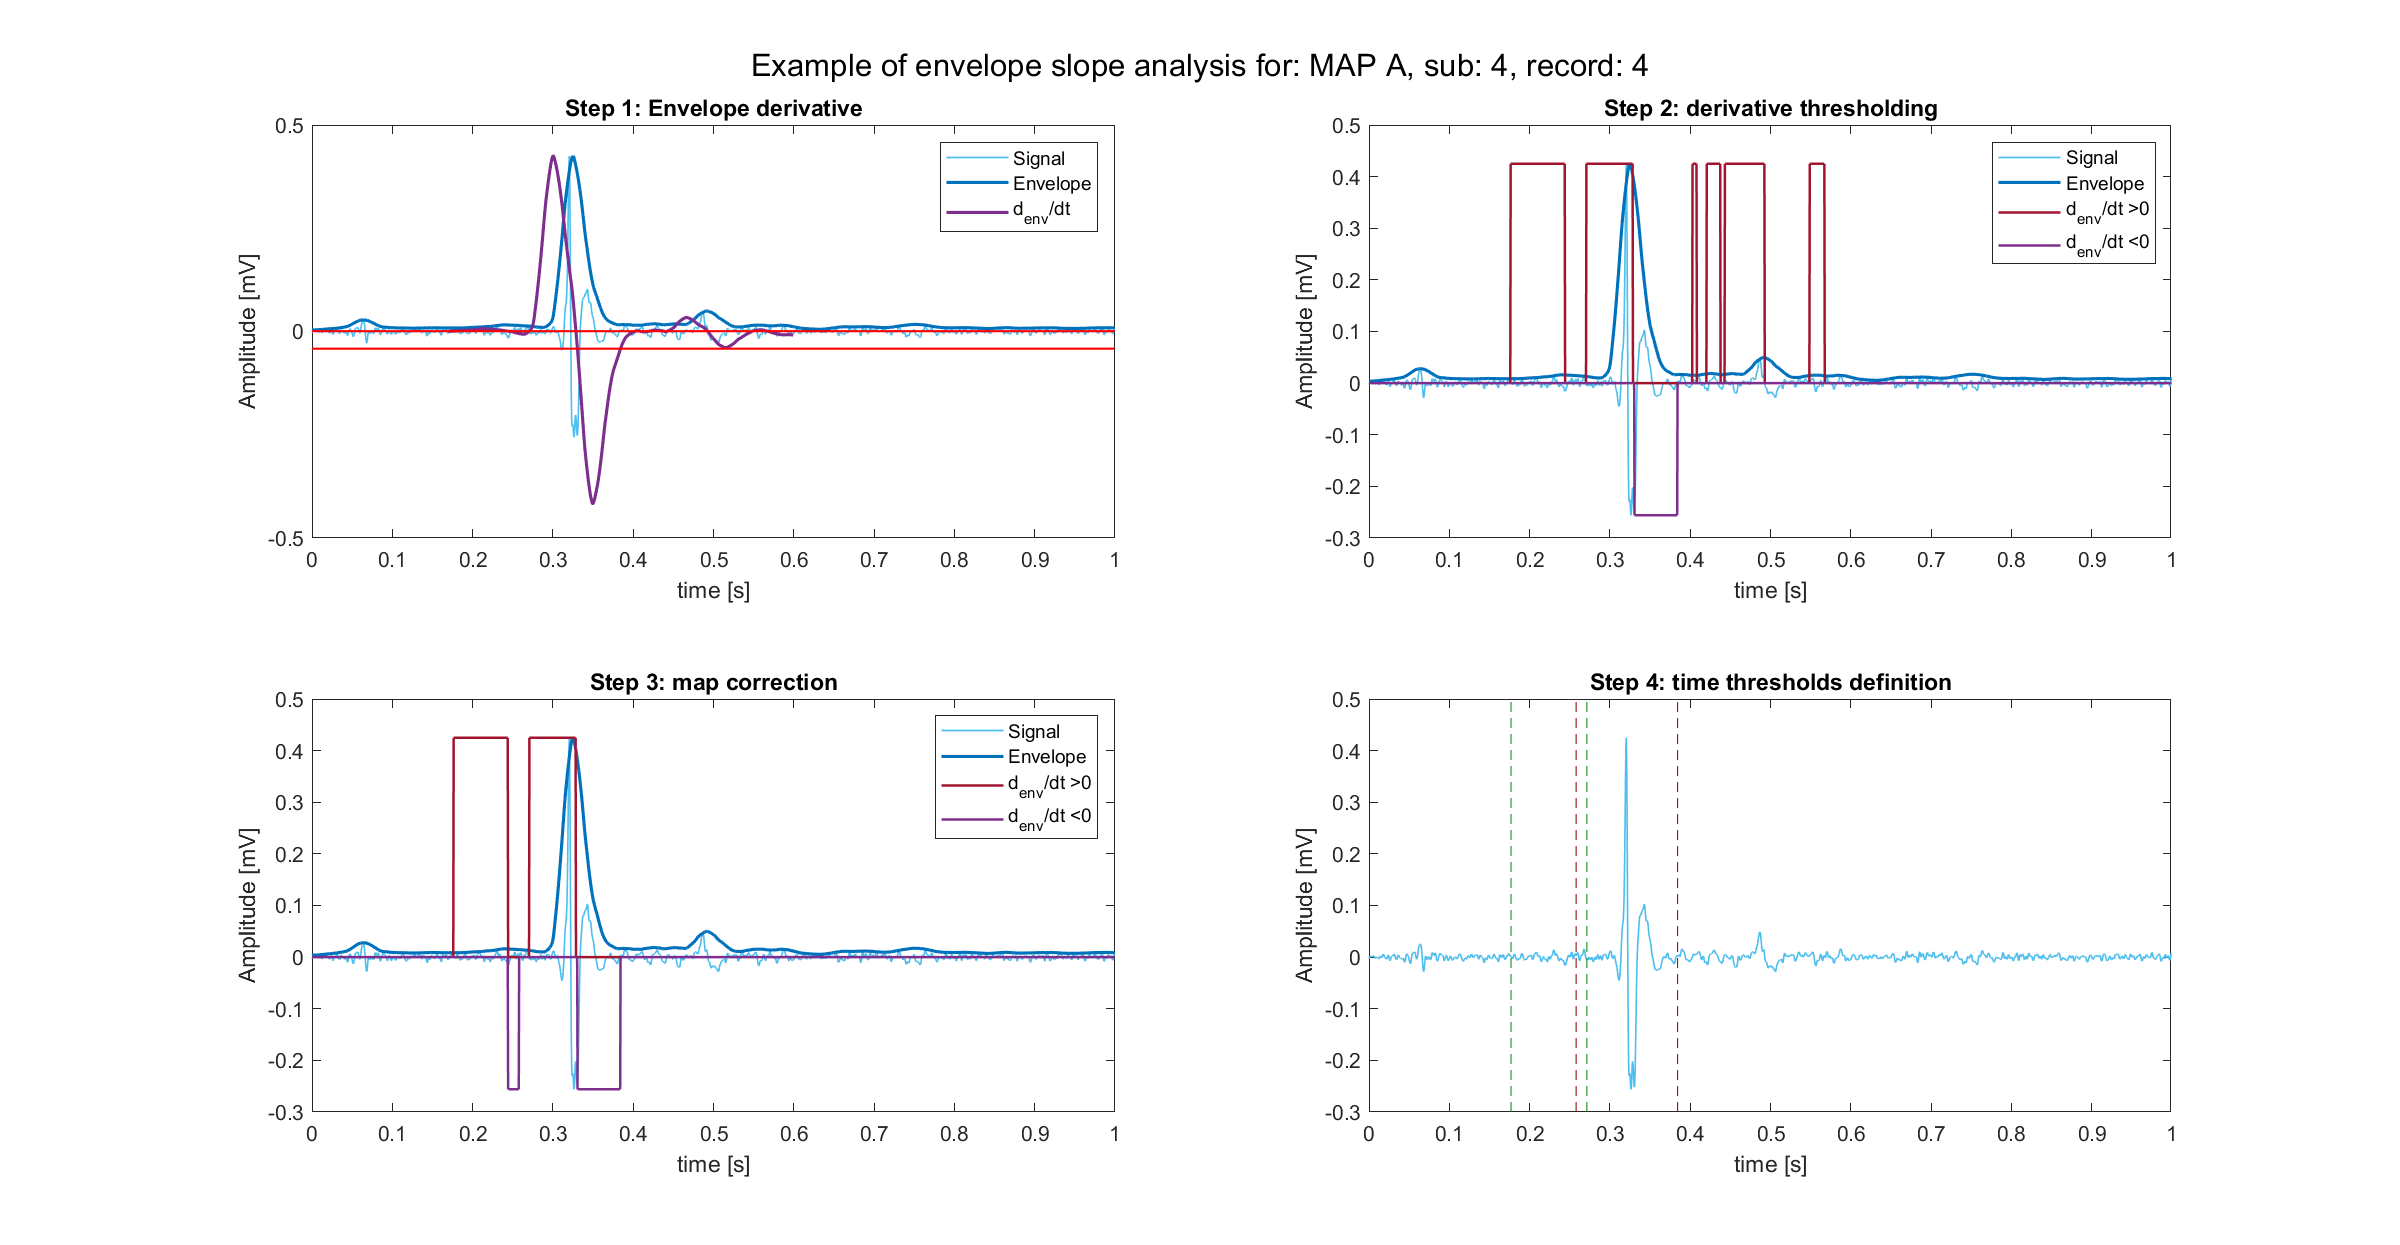 Example of envelope slope analysis for: MAP A, sub: 4, record: 4
Step 1: Envelope derivative
0.5
0
-0.5
Amplitude [mV]
0 0.1 0.2 0.3 0.4 0.5 0.6 0.7 0.8 0.9 1
time [s]
Signal
Envelope
d_env/dt
Step 2: derivative thresholding
0.5
0.4
0.3
0.2
0.1
0
-0.1
-0.2
-0.3
Amplitude [mV]
0 0.1 0.2 0.3 0.4 0.5 0.6 0.7 0.8 0.9 1
time [s]
Signal
Envelope
d_env/dt >0
d_env/dt <0
Step 3: map correction
0.5
0.4
0.3
0.2
0.1
0
-0.1
-0.2
-0.3
Amplitude [mV]
0 0.1 0.2 0.3 0.4 0.5 0.6 0.7 0.8 0.9 1
time [s]
Signal
Envelope
d_env/dt >0
d_env/dt <0
Step 4: time thresholds definition
0.5
0.4
0.3
0.2
0.1
0
-0.1
-0.2
-0.3
Amplitude [mV]
0 0.1 0.2 0.3 0.4 0.5 0.6 0.7 0.8 0.9 1
time [s]